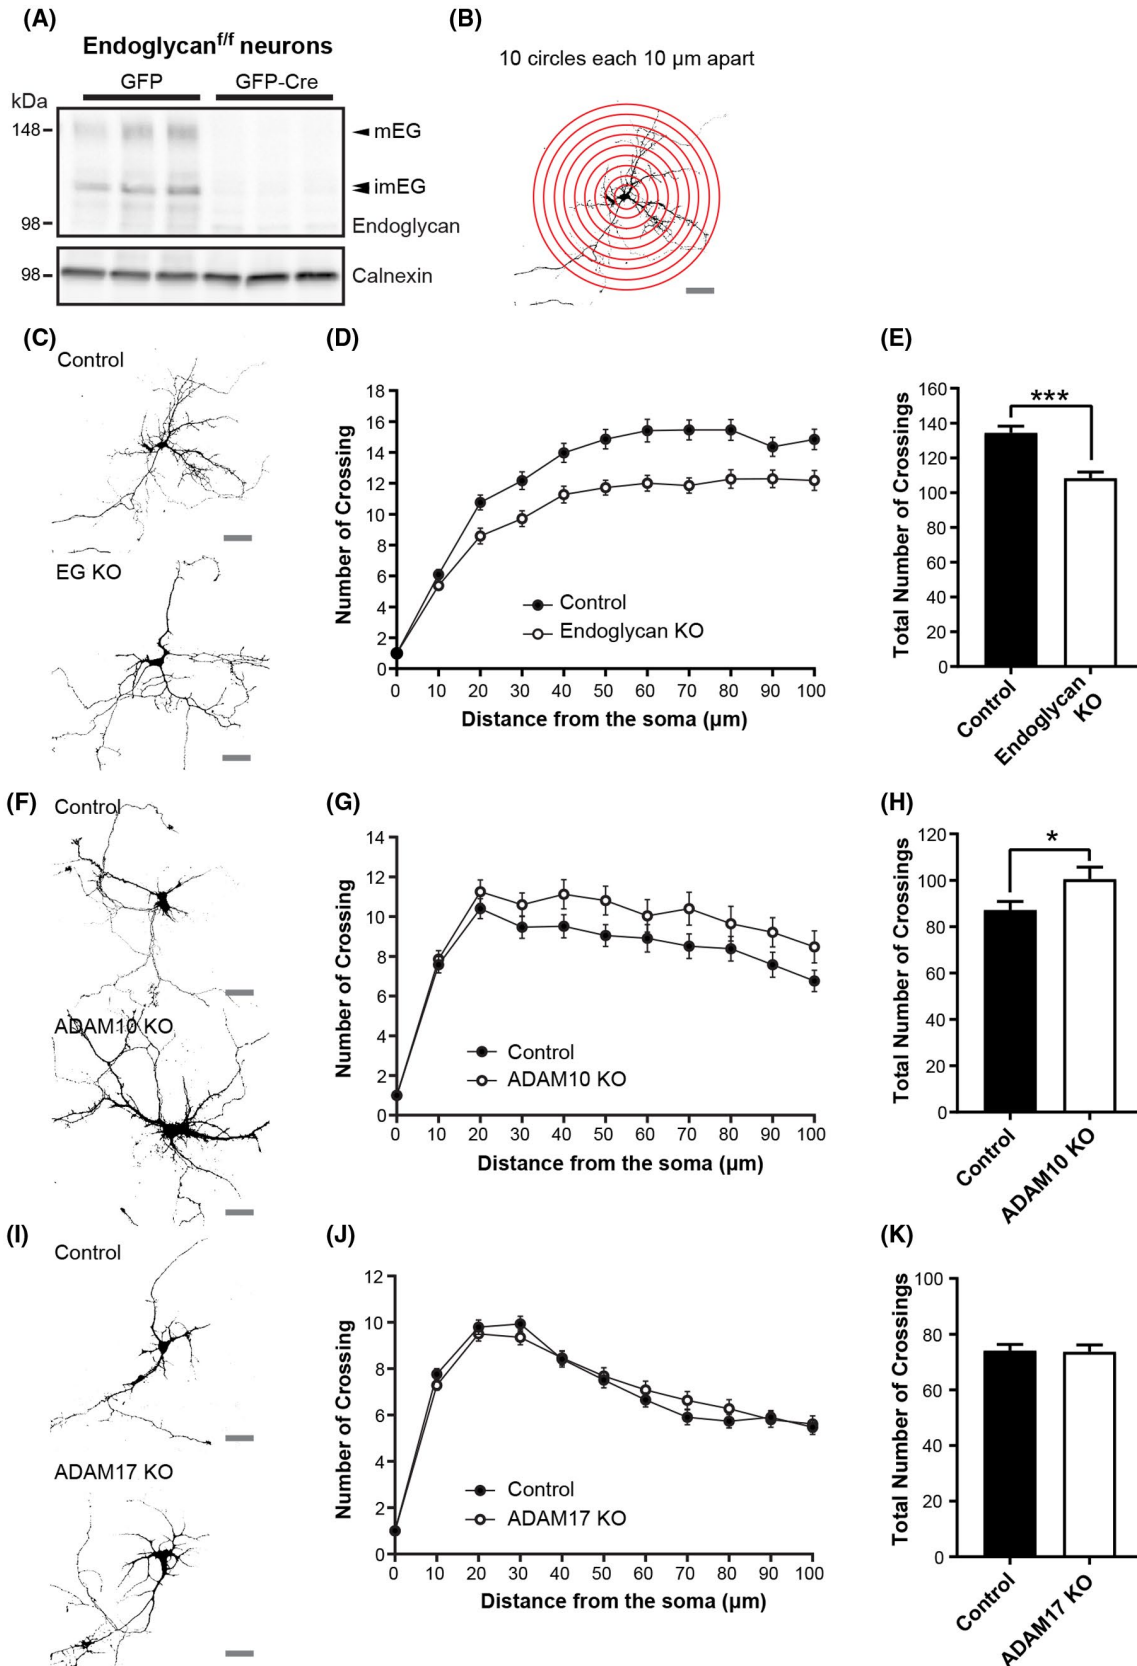 (A)
Endoglycan^f/f neurons
GFP
GFP-Cre
kDa
148
mEG
imEG
98
Endoglycan
98
Calnexin
(B)
10 circles each 10 µm apart
(C)
Control
EG KO
(D)
Number of Crossing
18
16
14
12
10
8
6
4
2
0
Control
Endoglycan KO
0 10 20 30 40 50 60 70 80 90 100
Distance from the soma (µm)
(E)
Total Number of Crossings
160
140
120
100
80
60
40
20
0
***
Control
Endoglycan
KO
(F)
Control
ADAM10 KO
(G)
Number of Crossing
14
12
10
8
6
4
2
0
Control
ADAM10 KO
0 10 20 30 40 50 60 70 80 90 100
Distance from the soma (µm)
(H)
Total Number of Crossings
120
100
80
60
40
20
0
*
Control
ADAM10 KO
(I)
Control
ADAM17 KO
(J)
Number of Crossing
12
10
8
6
4
2
0
Control
ADAM17 KO
0 10 20 30 40 50 60 70 80 90 100
Distance from the soma (µm)
(K)
Total Number of Crossings
100
80
60
40
20
0
Control
ADAM17 KO